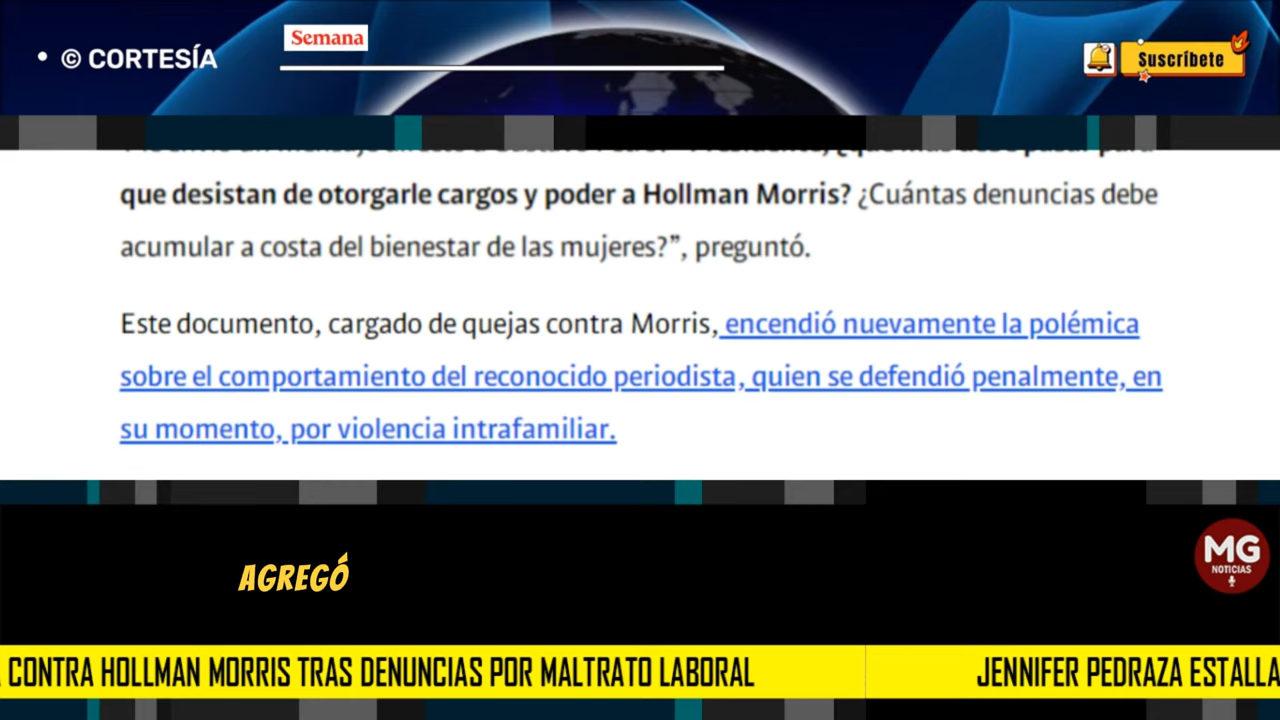 • © CORTESÍA
Semana
Suscríbete
que desistan de otorgarle cargos y poder a Hollman Morris? ¿Cuántas denuncias debe
acumular a costa del bienestar de las mujeres?”, preguntó.
Este documento, cargado de quejas contra Morris, encendió nuevamente la polémica
sobre el comportamiento del reconocido periodista, quien se defendió penalmente, en
su momento, por violencia intrafamiliar.
AGREGÓ
MG
NOTICIAS
CONTRA HOLLMAN MORRIS TRAS DENUNCIAS POR MALTRATO LABORAL
JENNIFER PEDRAZA ESTALLA